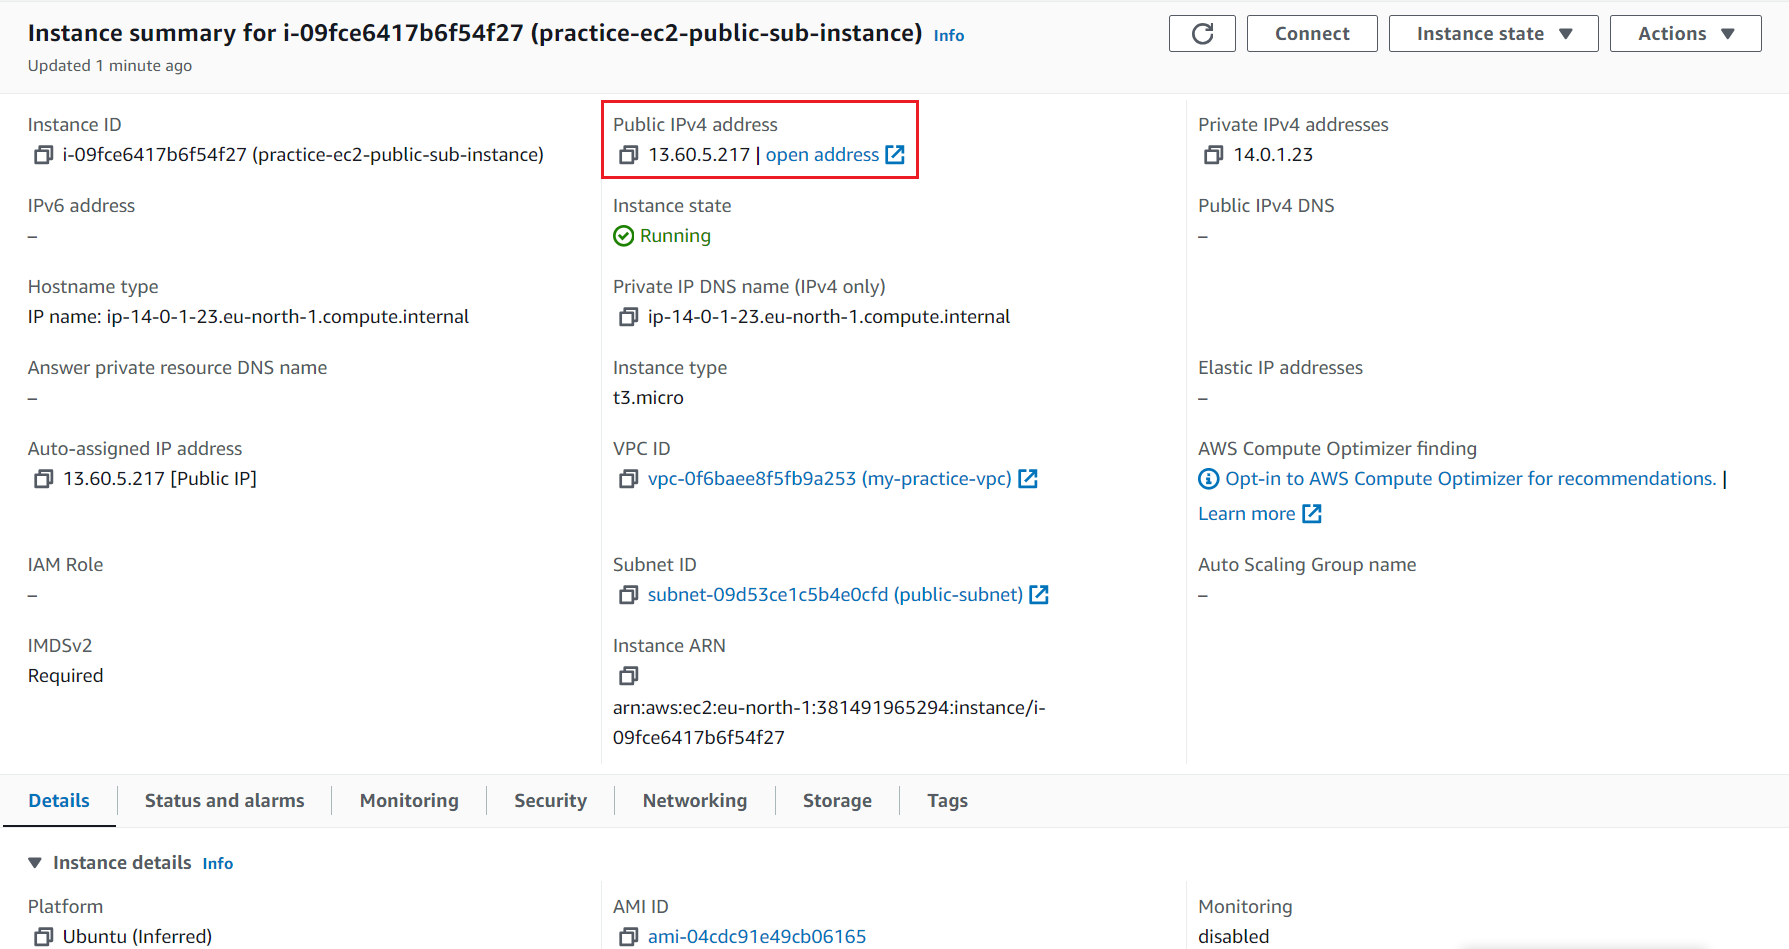 Instance summary for i-09fce6417b6f54f27 (practice-ec2-public-sub-instance) Info
Updated 1 minute ago
Connect
Instance state
Actions
Instance ID
i-09fce6417b6f54f27 (practice-ec2-public-sub-instance)
Public IPv4 address
13.60.5.217 | open address
Private IPv4 addresses
14.0.1.23
IPv6 address
–
Instance state
Running
Public IPv4 DNS
–
Hostname type
IP name: ip-14-0-1-23.eu-north-1.compute.internal
Private IP DNS name (IPv4 only)
ip-14-0-1-23.eu-north-1.compute.internal
Answer private resource DNS name
–
Instance type
t3.micro
Elastic IP addresses
–
Auto-assigned IP address
13.60.5.217 [Public IP]
VPC ID
vpc-0f6baee8f5fb9a253 (my-practice-vpc)
AWS Compute Optimizer finding
Opt-in to AWS Compute Optimizer for recommendations. |
Learn more
IAM Role
–
Subnet ID
subnet-09d53ce1c5b4e0cfd (public-subnet)
Auto Scaling Group name
–
IMDSv2
Required
Instance ARN
arn:aws:ec2:eu-north-1:381491965294:instance/i-
09fce6417b6f54f27
Details
Status and alarms
Monitoring
Security
Networking
Storage
Tags
Instance details Info
Platform
Ubuntu (Inferred)
AMI ID
ami-04cdc91e49cb06165
Monitoring
disabled